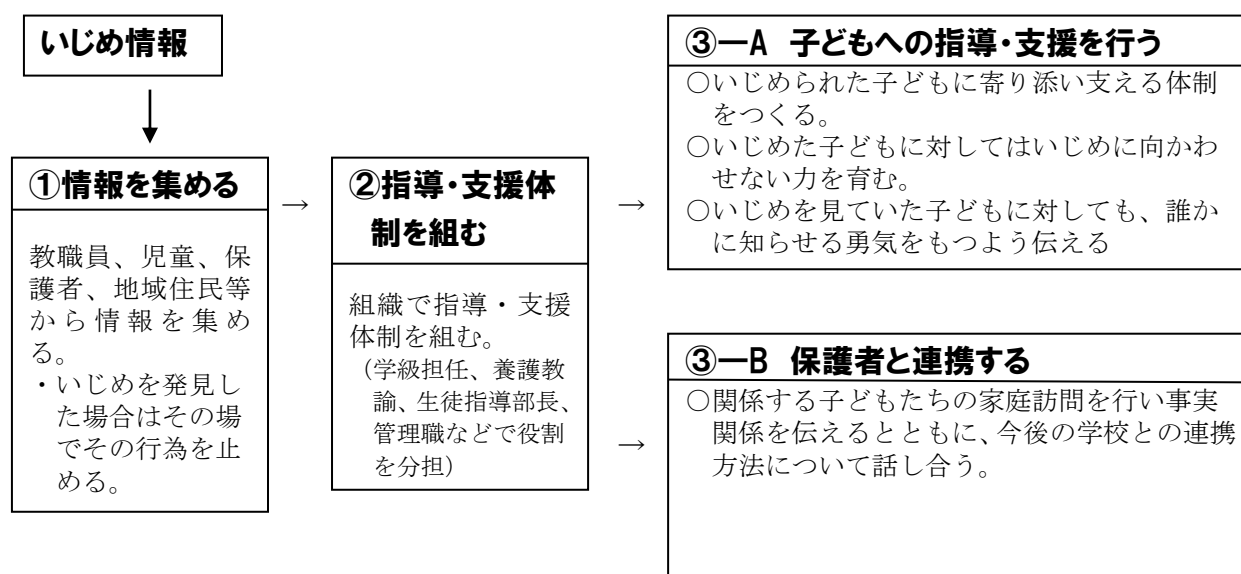 いじめ情報
↓
①情報を集める
教職員、児童、保
護者、地域住民等
から情報を集め
る。
・いじめを発見し
た場合はその場
でその行為を止
める。
→
②指導・支援体
制を組む
組織で指導・支援
体制を組む。
(学級担任、養護教
諭、生徒指導部長、
管理職などで役割
を分担)
→
③―A 子どもへの指導・支援を行う
○いじめられた子どもに寄り添い支える体制
をつくる。
○いじめた子どもに対してはいじめに向かわ
せない力を育む。
○いじめを見ていた子どもに対しても、誰か
に知らせる勇気をもつよう伝える
→
③―B 保護者と連携する
○関係する子どもたちの家庭訪問を行い事実
関係を伝えるとともに、今後の学校との連携
方法について話し合う。